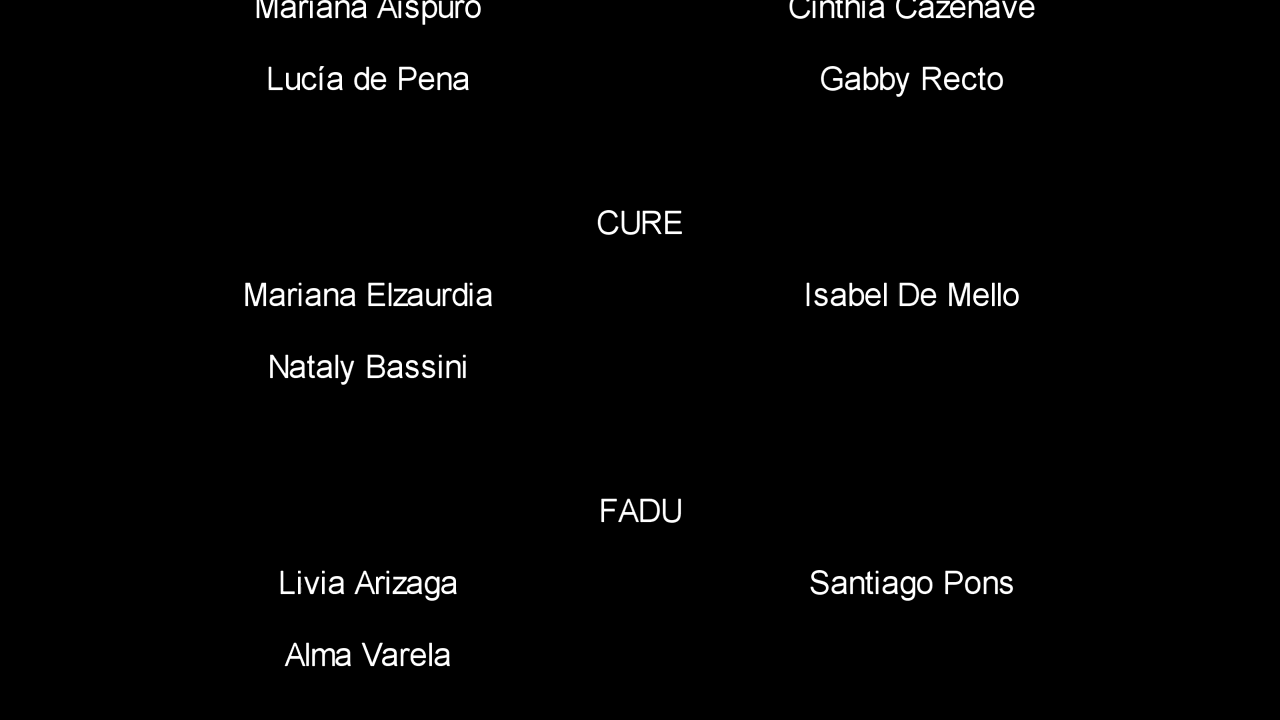 Mariana Aispuro Cinthia Cazenave
Lucía de Pena Gabby Recto
CURE
Mariana Elzaurdia Isabel De Mello
Nataly Bassini
FADU
Livia Arizaga Santiago Pons
Alma Varela